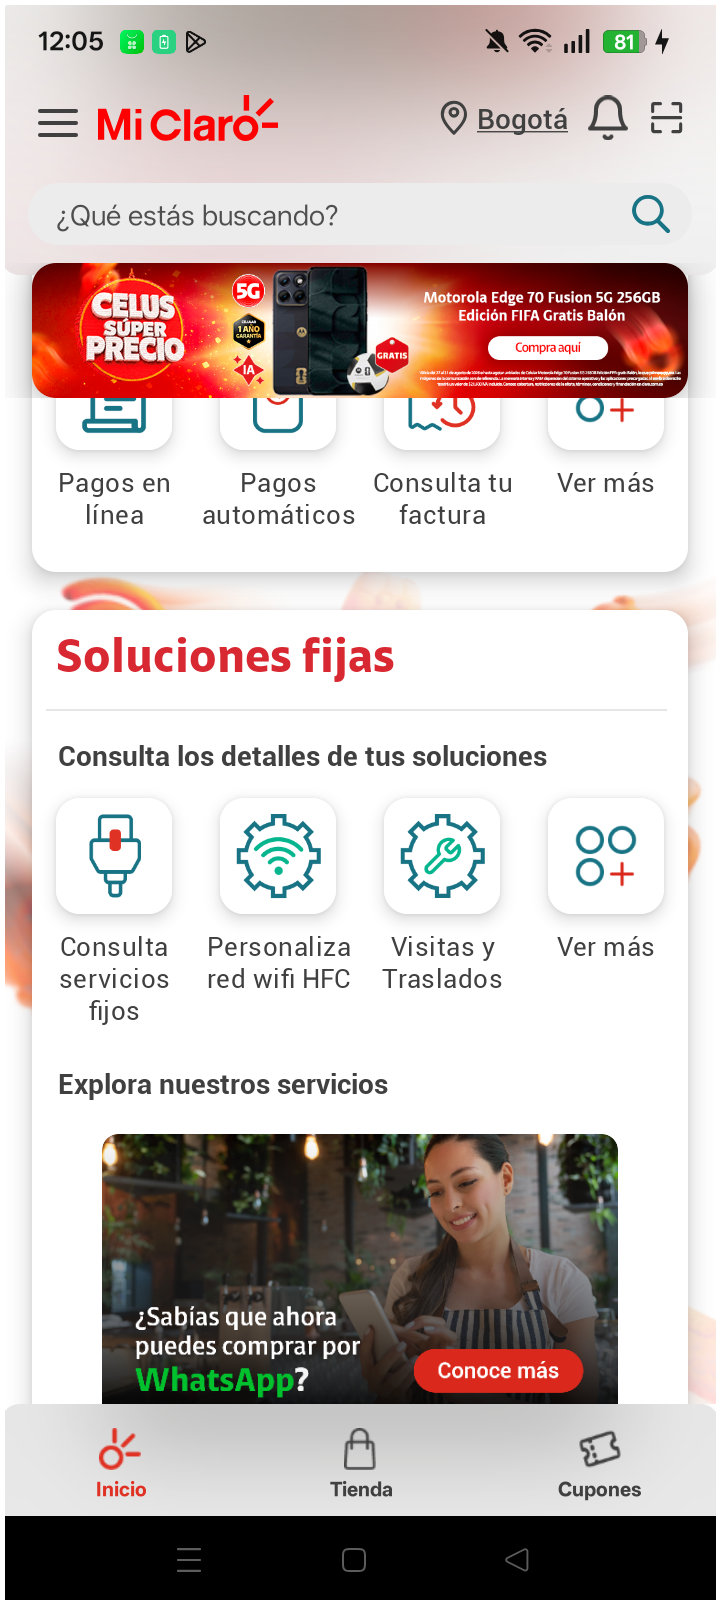 12:05
81
Mi Claro
Bogotá
¿Qué estás buscando?
CELUS
SÚPER
PRECIO
5G
1 AÑO
GARANTÍA
IA
GRATIS
Motorola Edge 70 Fusion 5G 256GB
Edición FIFA Gratis Balón
Compra aquí
Pagos en
línea
Pagos
automáticos
Consulta tu
factura
Ver más
Soluciones fijas
Consulta los detalles de tus soluciones
Consulta
servicios
fijos
Personaliza
red wifi HFC
Visitas y
Traslados
Ver más
Explora nuestros servicios
¿Sabías que ahora
puedes comprar por
WhatsApp?
Conoce más
Inicio
Tienda
Cupones